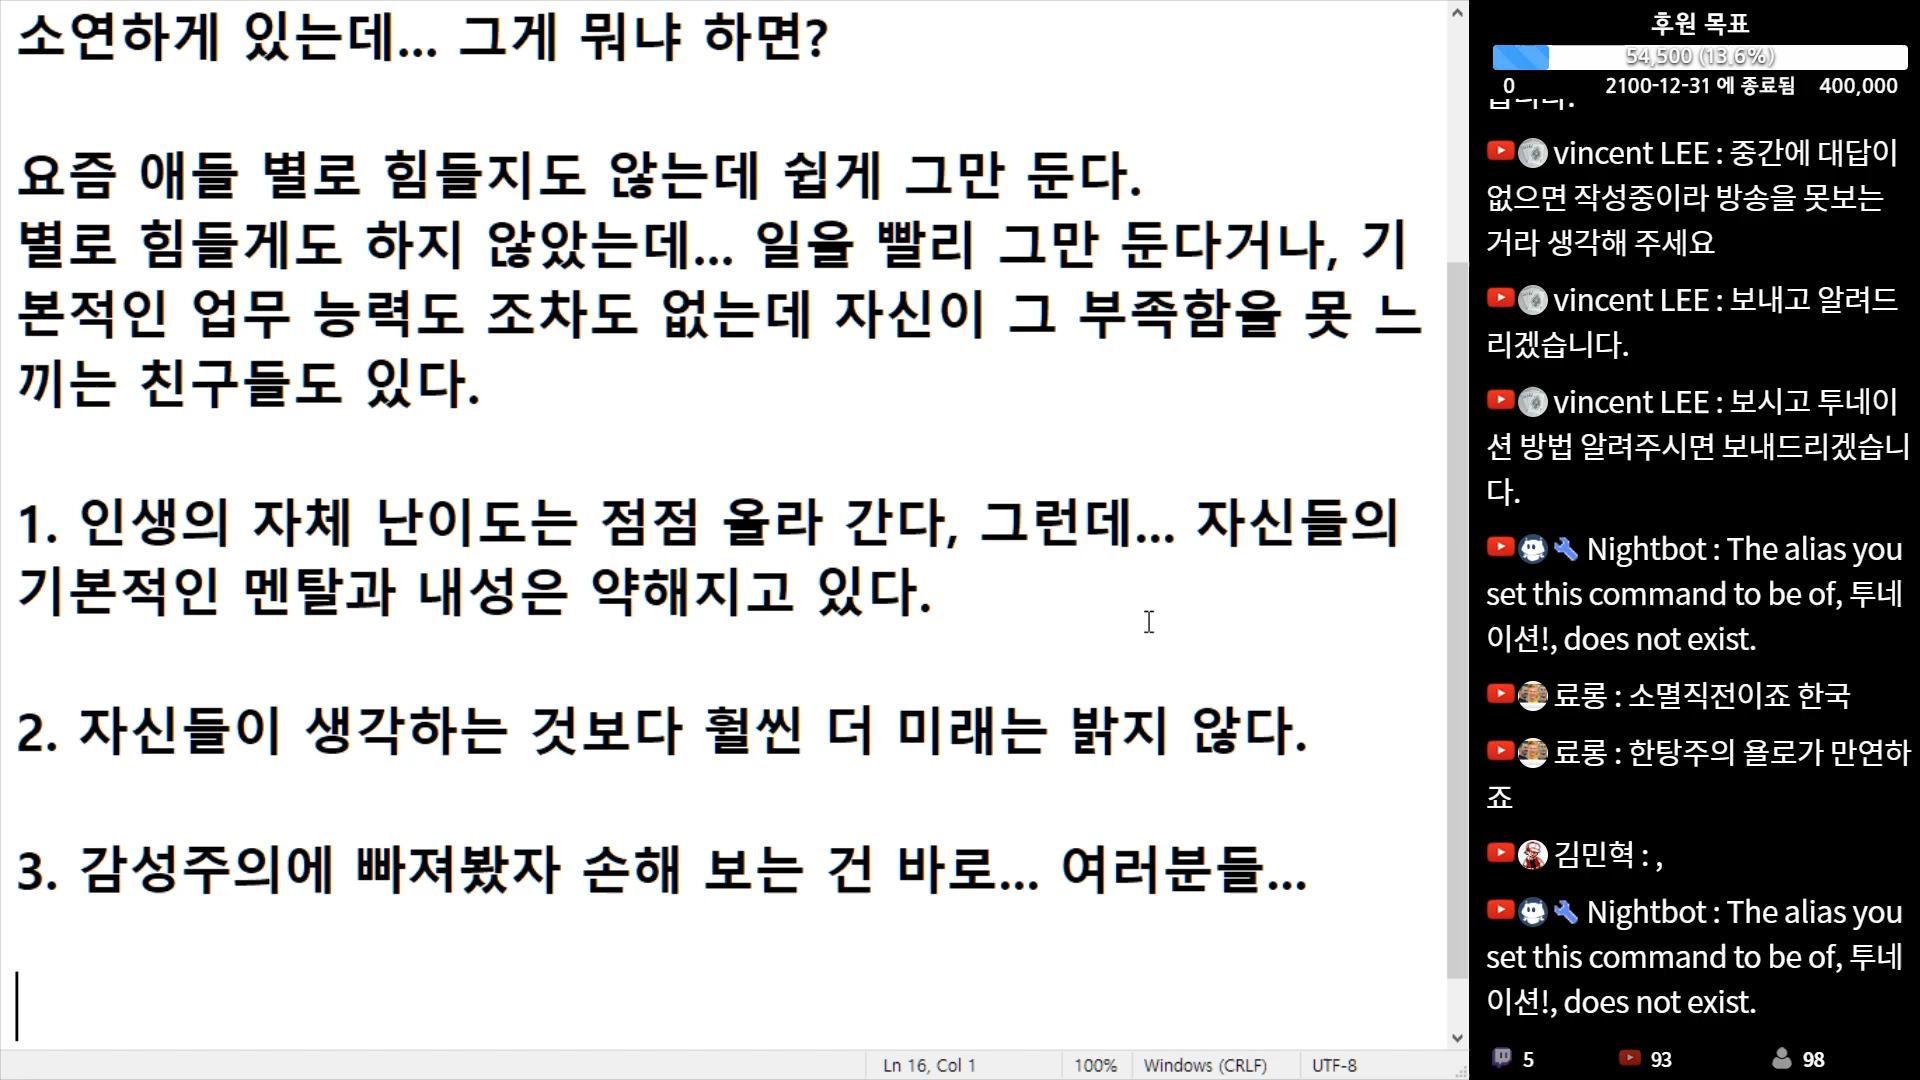 소연하게 있는데... 그게 뭐냐 하면?
요즘 애들 별로 힘들지도 않는데 쉽게 그만 둔다.
별로 힘들게도 하지 않았는데... 일을 빨리 그만 둔다거나, 기
본적인 업무 능력도 조차도 없는데 자신이 그 부족함을 못 느
끼는 친구들도 있다.
1. 인생의 자체 난이도는 점점 올라 간다, 그런데... 자신들의
기본적인 멘탈과 내성은 약해지고 있다.
2. 자신들이 생각하는 것보다 훨씬 더 미래는 밝지 않다.
3. 감성주의에 빠져봤자 손해 보는 건 바로... 여러분들...
Ln 16, Col 1 100% Windows (CRLF) UTF-8
후원 목표
54,500 (13.6%)
0 2100-12-31 에 종료됨 400,000
vincent LEE : 중간에 대답이
없으면 작성중이라 방송을 못보는
거라 생각해 주세요
vincent LEE : 보내고 알려드
리겠습니다.
vincent LEE : 보시고 투네이
션 방법 알려주시면 보내드리겠습니
다.
Nightbot : The alias you
set this command to be of, 투네
이션!, does not exist.
료롱 : 소멸직전이죠 한국
료롱 : 한탕주의 욜로가 만연하
죠
김민혁 : ,
Nightbot : The alias you
set this command to be of, 투네
이션!, does not exist.
5 93 98